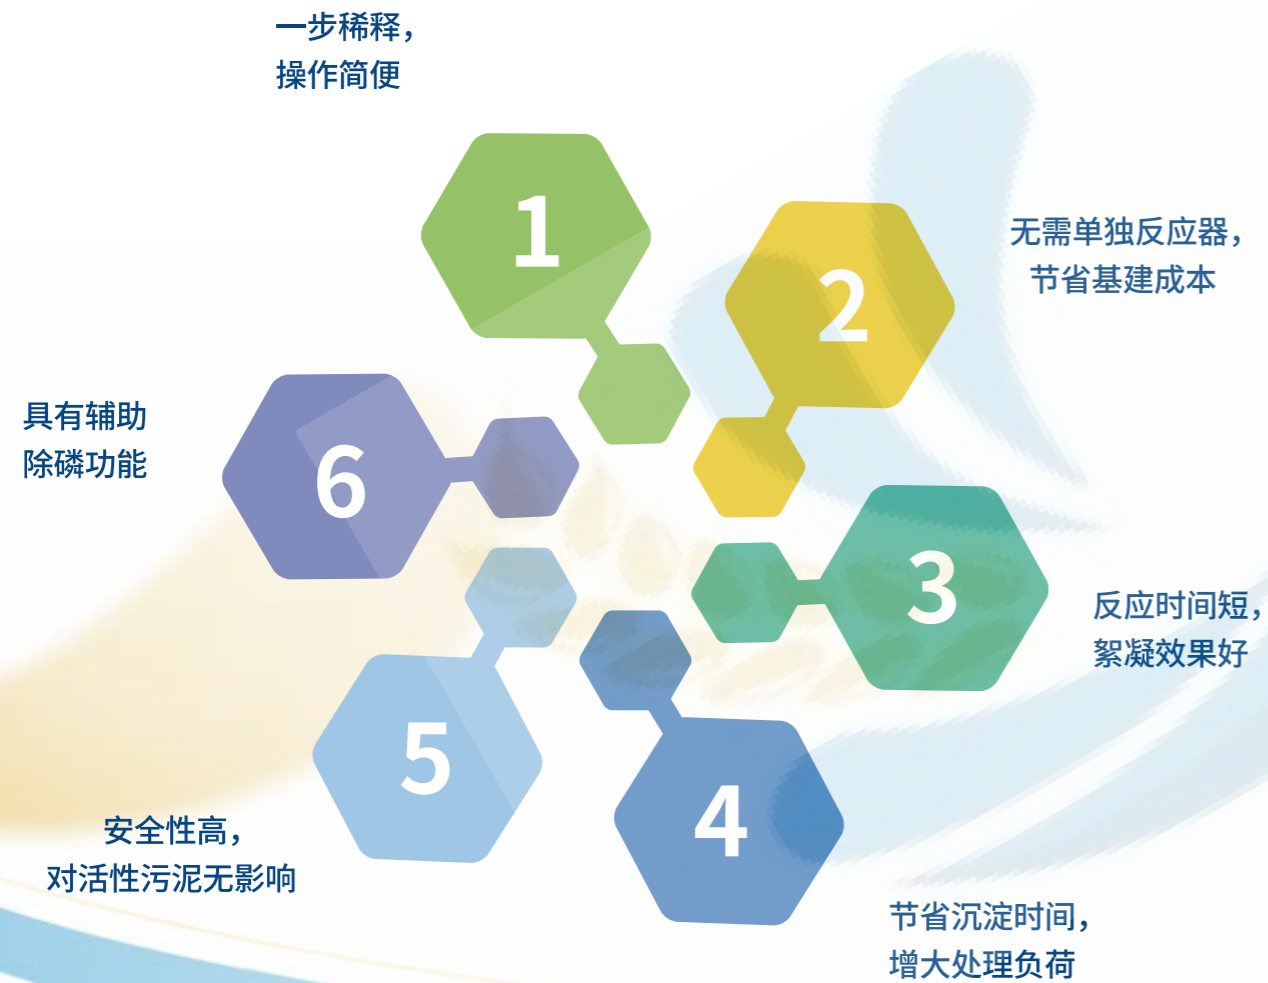 一步稀释，
操作简便
1
2
无需单独反应器，
节省基建成本
具有辅助
除磷功能
6
3
反应时间短，
絮凝效果好
5
4
安全性高，
对活性污泥无影响
节省沉淀时间，
增大处理负荷